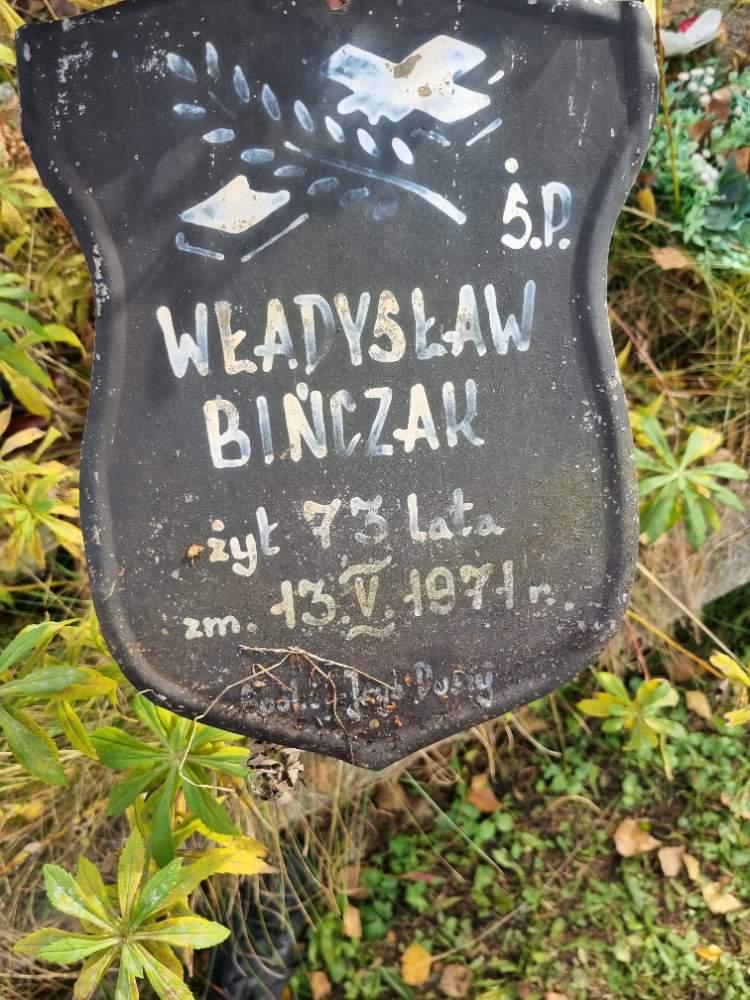 Ś.P.
WŁADYSŁAW
BIŃCZAK
żył 73 lata
zm. 13.V.1971 r.